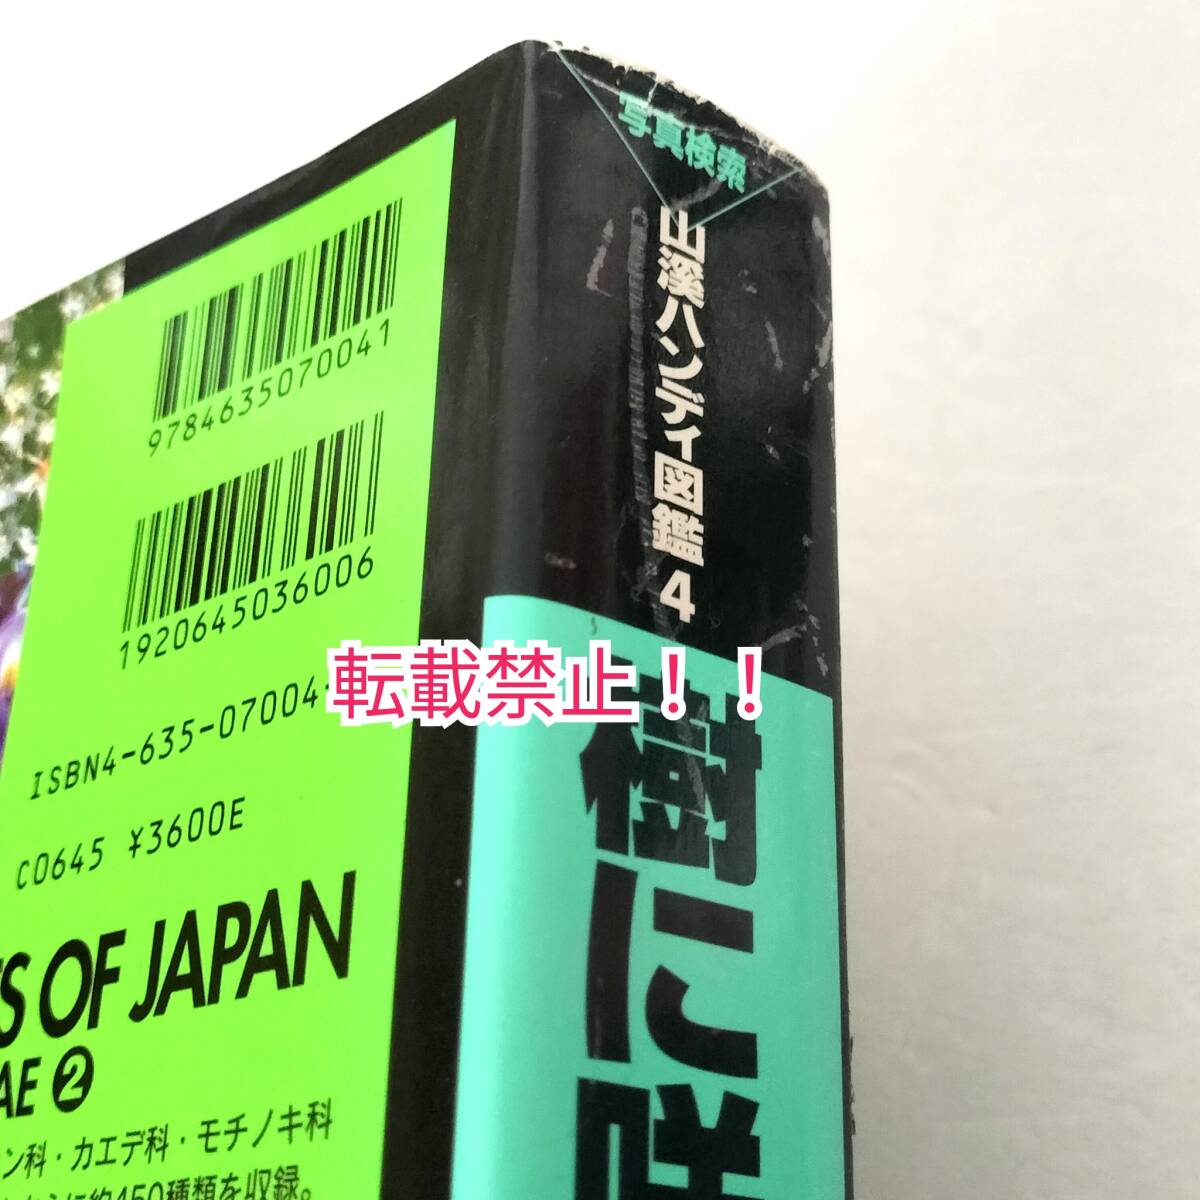 9784635070041
1920645036006
ISBN4-635-07004-
C0645 ¥3600E
S OF JAPAN
AE ②
ン科・カエデ科・モチノキ科
約450種類を収録。
写真検索
山溪ハンディ図鑑 4
転載禁止！！
樹